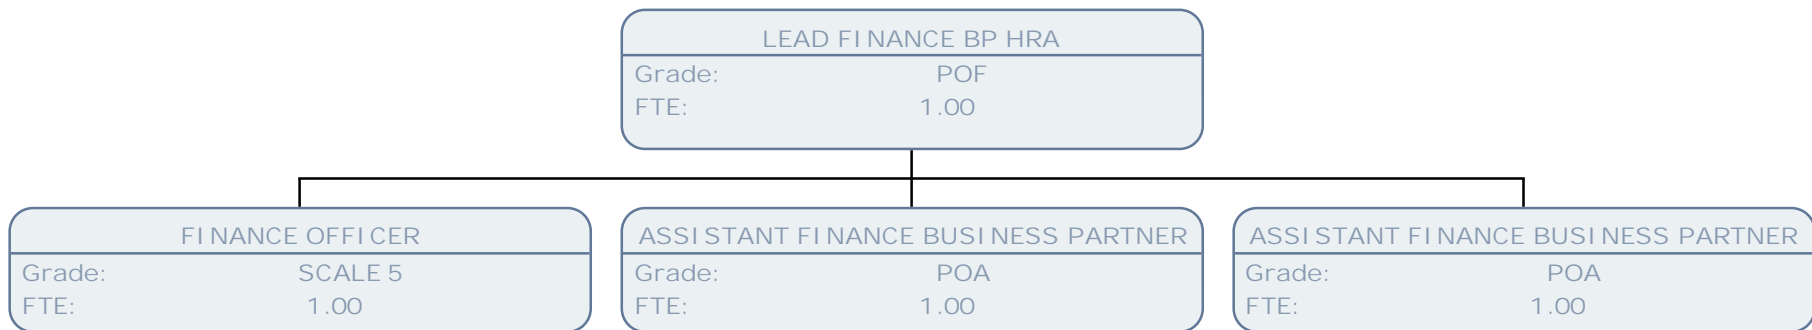 LEAD FINANCE BP HRA
Grade: POF
FTE: 1.00
FINANCE OFFICER
Grade: SCALE 5
FTE: 1.00
ASSISTANT FINANCE BUSINESS PARTNER
Grade: POA
FTE: 1.00
ASSISTANT FINANCE BUSINESS PARTNER
Grade: POA
FTE: 1.00